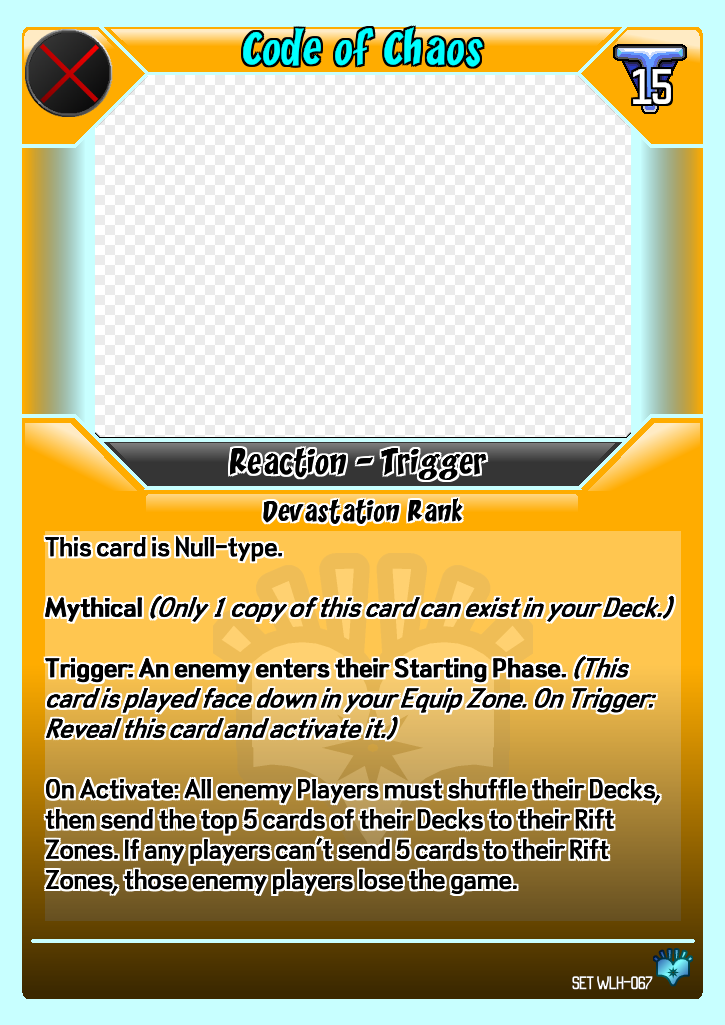 Code of Chaos
15
Reaction - Trigger
Devastation Rank
This card is Null-type.
Mythical (Only 1 copy of this card can exist in your Deck.)
Trigger: An enemy enters their Starting Phase. (This
card is played face down in your Equip Zone. On Trigger:
Reveal this card and activate it.)
On Activate: All enemy Players must shuffle their Decks,
then send the top 5 cards of their Decks to their Rift
Zones. If any players can't send 5 cards to their Rift
Zones, those enemy players lose the game.
SET WLH-067